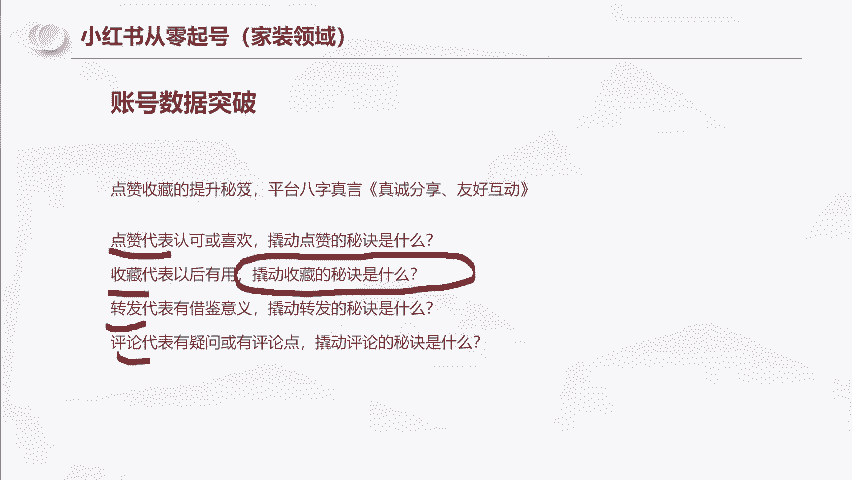 小红书从零起号（家装领域）
账号数据突破
点赞收藏的提升秘笈，平台八字真言《真诚分享、友好互动》
点赞代表认可或喜欢，撬动点赞的秘诀是什么？
收藏代表以后有用，撬动收藏的秘诀是什么？
转发代表有借鉴意义，撬动转发的秘诀是什么？
评论代表有疑问或有评论点，撬动评论的秘诀是什么？